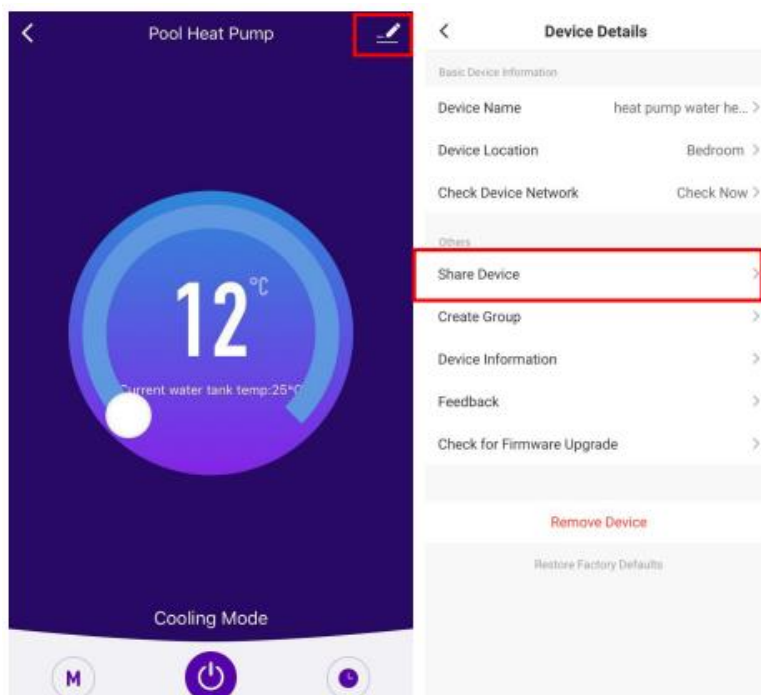 Pool Heat Pump
12 °C
Current water tank temp:25°C
Cooling Mode
M
Device Details
Basic Device Information
Device Name heat pump water he...
Device Location Bedroom
Check Device Network Check Now
Others
Share Device
Create Group
Device Information
Feedback
Check for Firmware Upgrade
Remove Device
Restore Factory Defaults